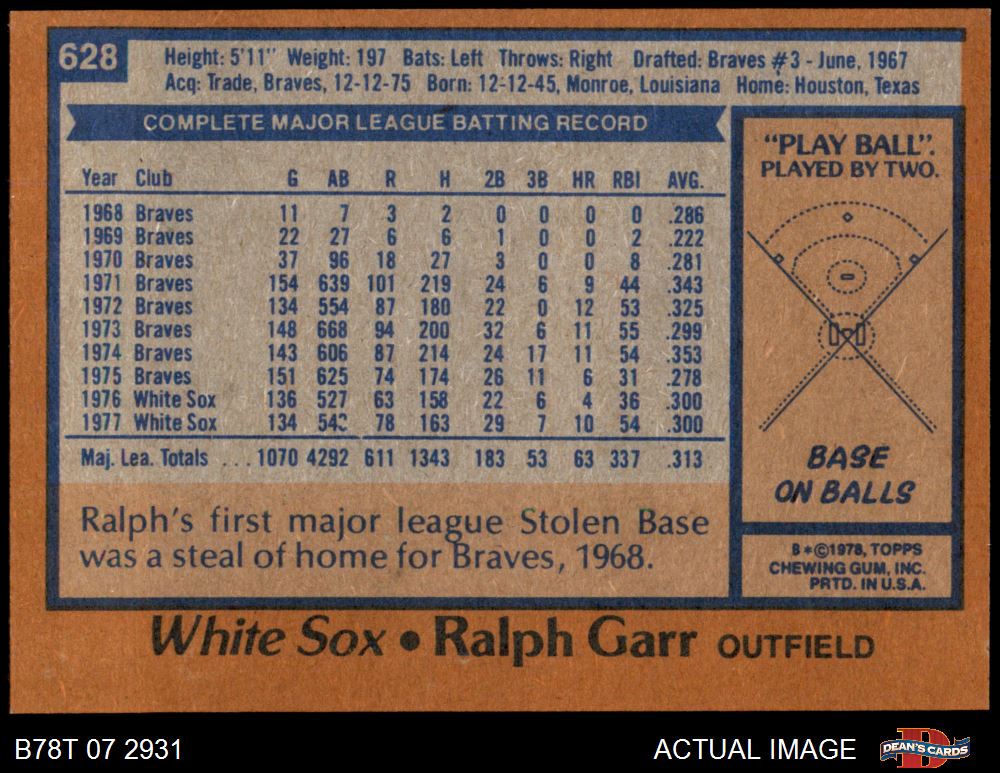 628
Height: 5'11" Weight: 197 Bats: Left Throws: Right Drafted: Braves #3 - June, 1967
Acq: Trade, Braves, 12-12-75 Born: 12-12-45, Monroe, Louisiana Home: Houston, Texas
COMPLETE MAJOR LEAGUE BATTING RECORD
Year Club G AB R H 2B 3B HR RBI AVG.
1968 Braves 11 7 3 2 0 0 0 0 .286
1969 Braves 22 27 6 6 1 0 0 2 .222
1970 Braves 37 96 18 27 3 0 0 8 .281
1971 Braves 154 639 101 219 24 6 9 44 .343
1972 Braves 134 554 87 180 22 0 12 53 .325
1973 Braves 148 668 94 200 32 6 11 55 .299
1974 Braves 143 606 87 214 24 17 11 54 .353
1975 Braves 151 625 74 174 26 11 6 31 .278
1976 White Sox 136 527 63 158 22 6 4 36 .300
1977 White Sox 134 78 163 29 7 10 54 .300
Maj. Lea. Totals ... 1070 4292 611 1343 183 53 63 337 .313
Ralph's first major league Stolen Base
was a steal of home for Braves, 1968.
"PLAY BALL".
PLAYED BY TWO.
BASE
ON BALLS
B*©1978, TOPPS
CHEWING GUM, INC.
PRTD. IN U.S.A.
White Sox • Ralph Garr OUTFIELD
B78T 07 2931
ACTUAL IMAGE
DEAN'S CARDS